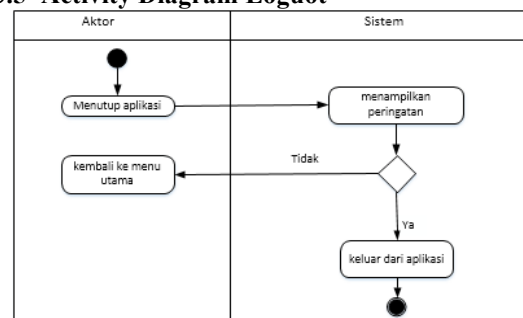 Activity Diagram Logout
Aktor
Sistem
Menutup aplikasi
menampilkan
peringatan
kembali ke menu
utama
Tidak
Ya
keluar dari aplikasi